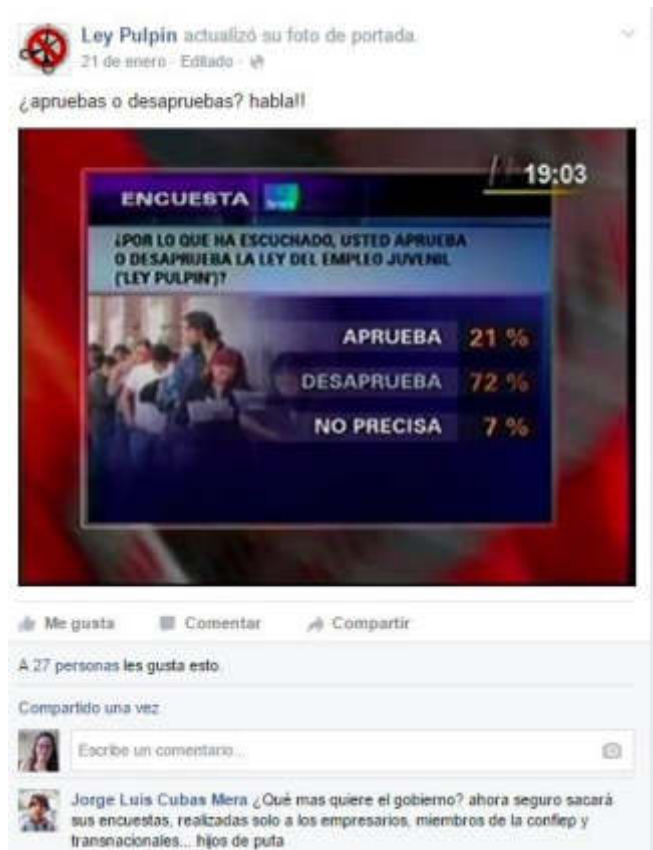 Ley Pulpin actualizó su foto de portada.
21 de enero · Editado ·
¿apruebas o desapruebas? habla!!
19:03
ENCUESTA
¿POR LO QUE HA ESCUCHADO, USTED APRUEBA
O DESAPRUEBA LA LEY DEL EMPLEO JUVENIL
('LEY PULPIN')?
APRUEBA 21 %
DESAPRUEBA 72 %
NO PRECISA 7 %
Me gusta Comentar Compartir
A 27 personas les gusta esto.
Compartido una vez
Escribe un comentario...
Jorge Luis Cubas Mera ¿Qué mas quiere el gobierno? ahora seguro sacará
sus encuestas, realizadas solo a los empresarios, miembros de la confiep y
transnacionales... hijos de puta